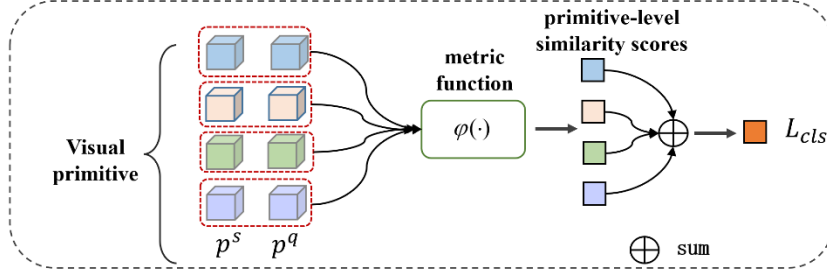 primitive-level
similarity scores
metric
function
Visual
primitive
φ(·)
L_cls
p^s p^q
⊕ sum